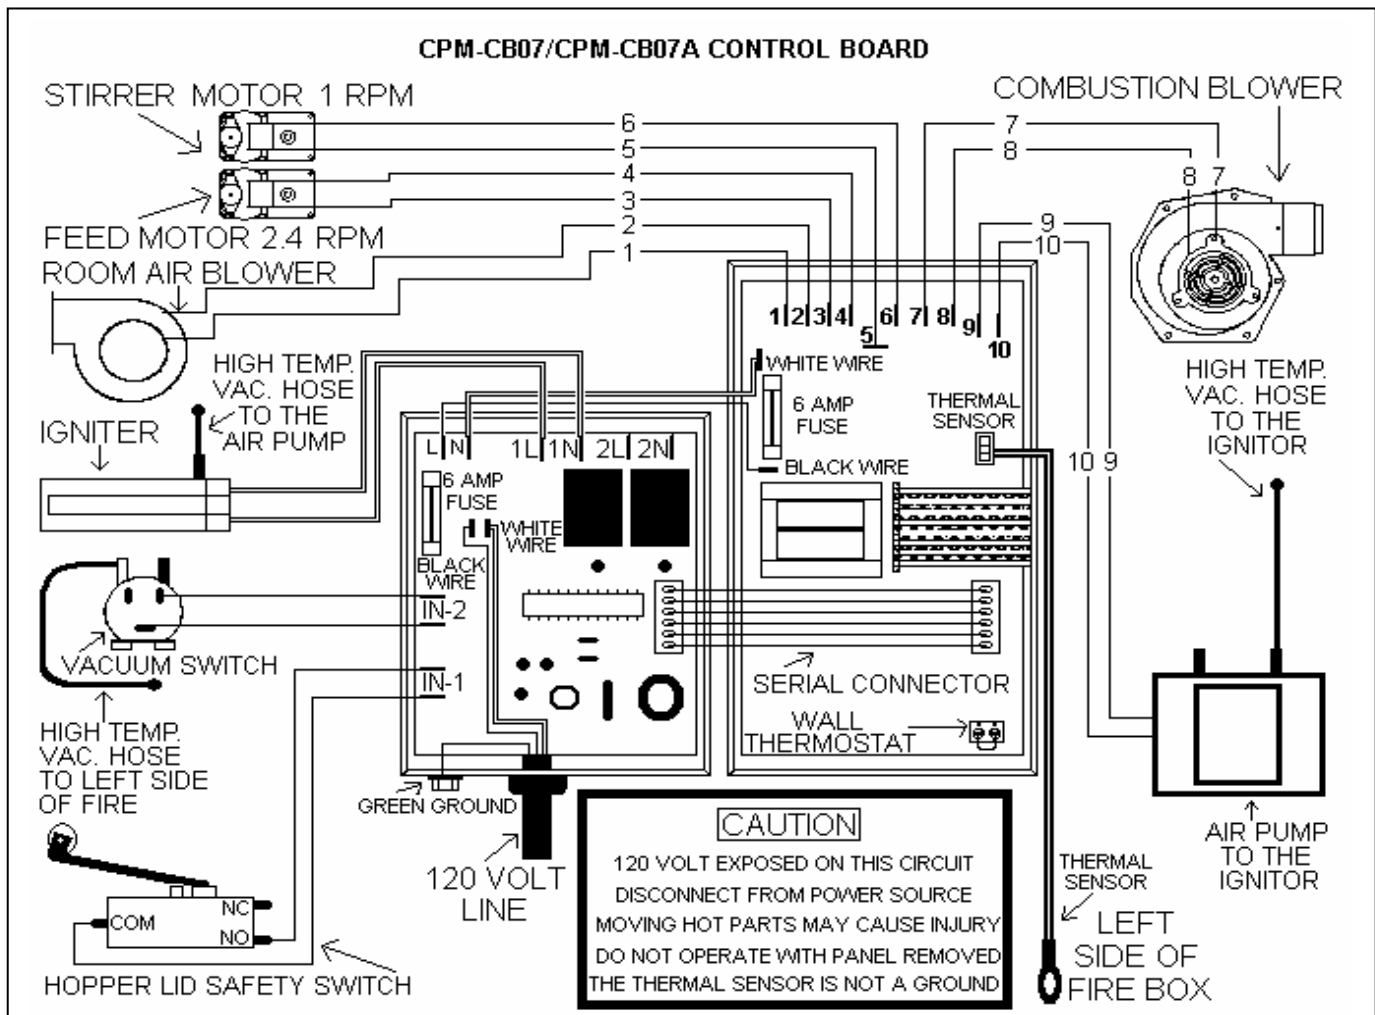 CPM-CB07/CPM-CB07A CONTROL BOARD
STIRRER MOTOR 1 RPM
COMBUSTION BLOWER
6
5
4
3
2
1
7
8
8 7
9
10
FEED MOTOR 2.4 RPM
ROOM AIR BLOWER
HIGH TEMP.
VAC. HOSE
TO THE
AIR PUMP
IGNITER
1 2 3 4 5 6 7 8 9 10
WHITE WIRE
6 AMP
FUSE
BLACK WIRE
THERMAL
SENSOR
10 9
HIGH TEMP.
VAC. HOSE
TO THE
IGNITOR
L N 1L 1N 2L 2N
6 AMP
FUSE
WHITE
WIRE
BLACK
WIRE
IN-2
IN-1
VACUUM SWITCH
HIGH TEMP.
VAC. HOSE
TO LEFT SIDE
OF FIRE
SERIAL CONNECTOR
WALL
THERMOSTAT
GREEN GROUND
120 VOLT
LINE
COM
NC
NO
HOPPER LID SAFETY SWITCH
CAUTION
120 VOLT EXPOSED ON THIS CIRCUIT
DISCONNECT FROM POWER SOURCE
MOVING HOT PARTS MAY CAUSE INJURY
DO NOT OPERATE WITH PANEL REMOVED
THE THERMAL SENSOR IS NOT A GROUND
THERMAL
SENSOR
LEFT
SIDE OF
FIRE BOX
AIR PUMP
TO THE
IGNITOR